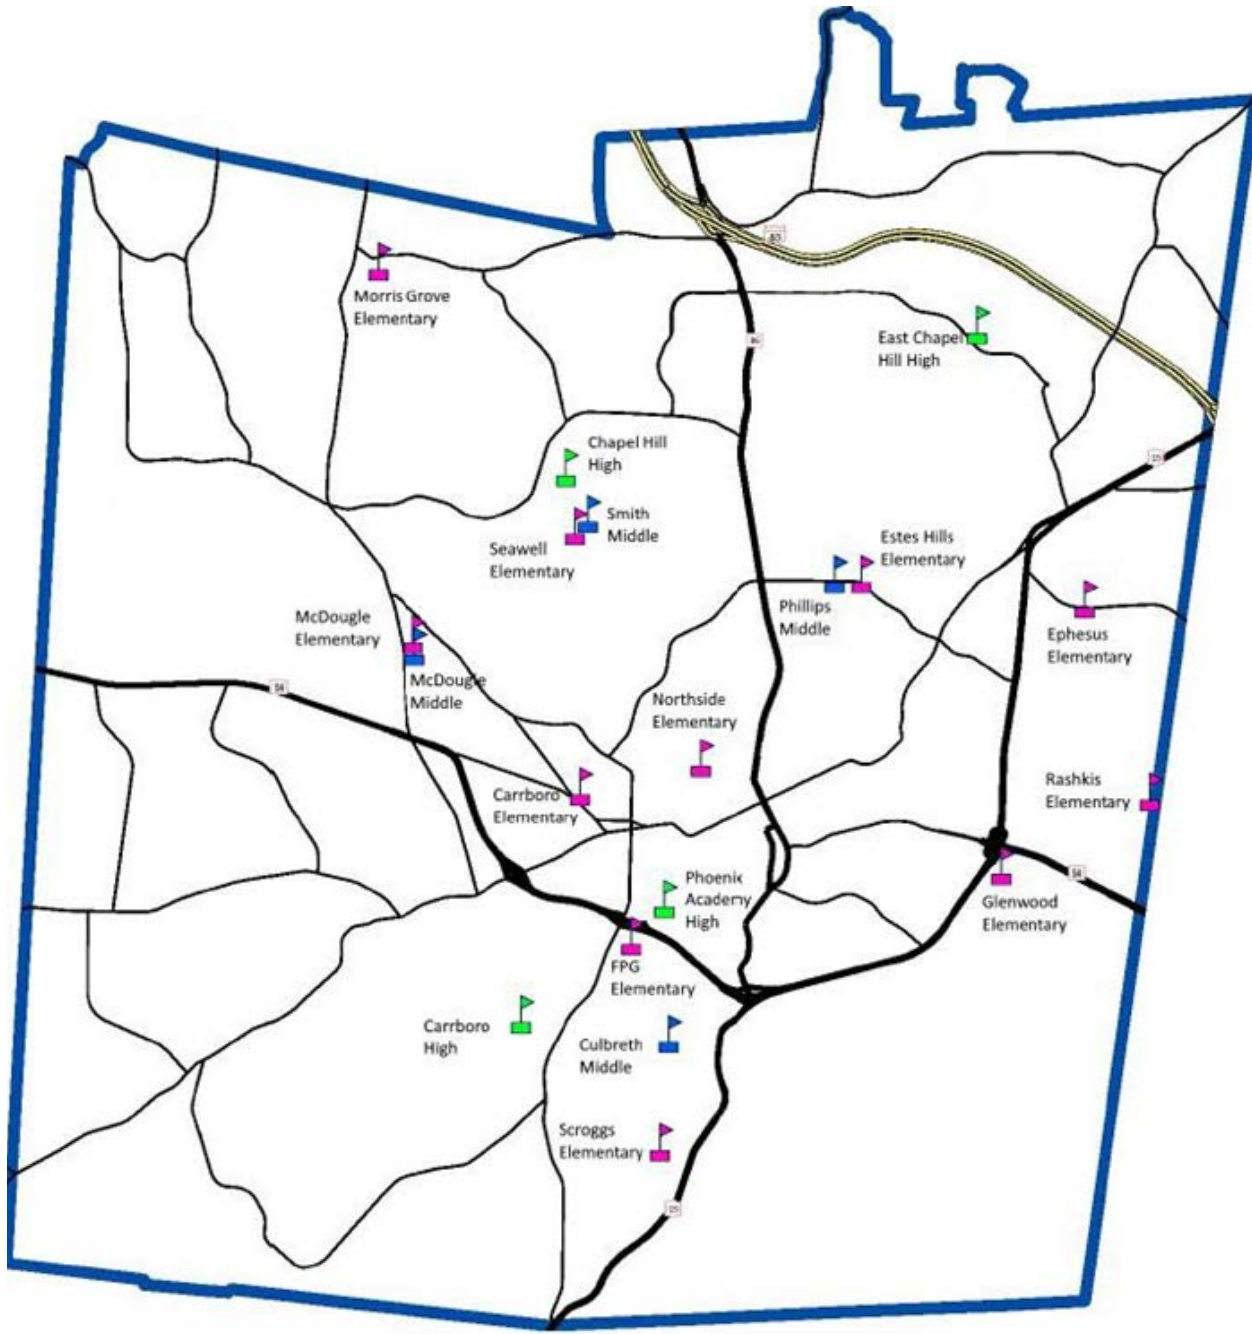 Morris Grove
Elementary
East Chapel
Hill High
Chapel Hill
High
Smith
Middle
Seawell
Elementary
Estes Hills
Elementary
Phillips
Middle
McDougle
Elementary
McDougle
Middle
Ephesus
Elementary
Northside
Elementary
Carrboro
Elementary
Rashkis
Elementary
Phoenix
Academy
High
Glenwood
Elementary
FPG
Elementary
Carrboro
High
Culbreth
Middle
Scroggs
Elementary
54
54